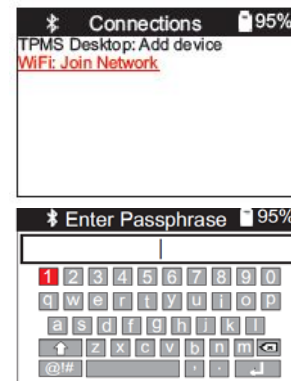 Connections 95%
TPMS Desktop: Add device
WiFi: Join Network
Enter Passphrase 95%
1 2 3 4 5 6 7 8 9 0
q w e r t y u i o p
a s d f g h j k l
z x c v b n m
@!# , .